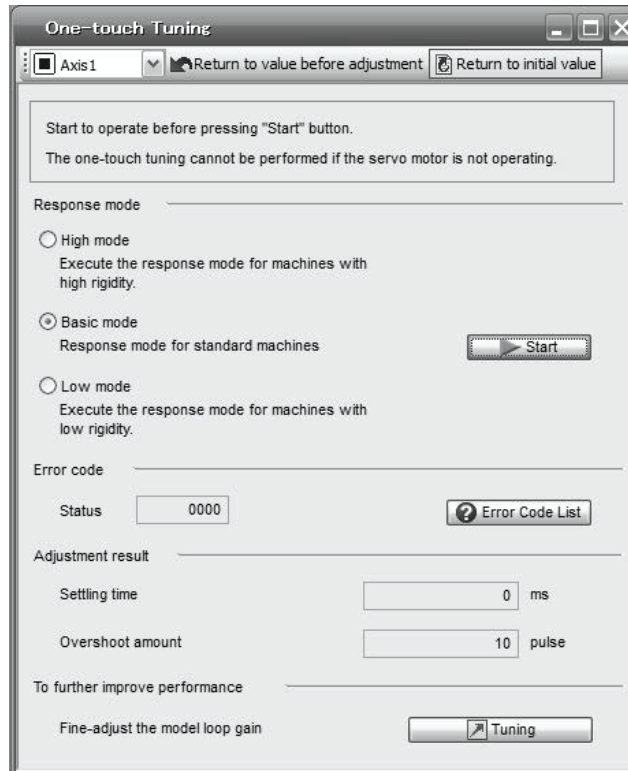 One-touch Tuning
Axis1 Return to value before adjustment Return to initial value
Start to operate before pressing "Start" button.
The one-touch tuning cannot be performed if the servo motor is not operating.
Response mode
High mode
Execute the response mode for machines with
high rigidity.
Basic mode
Response mode for standard machines
Start
Low mode
Execute the response mode for machines with
low rigidity.
Error code
Status 0000 Error Code List
Adjustment result
Settling time 0 ms
Overshoot amount 10 pulse
To further improve performance
Fine-adjust the model loop gain Tuning